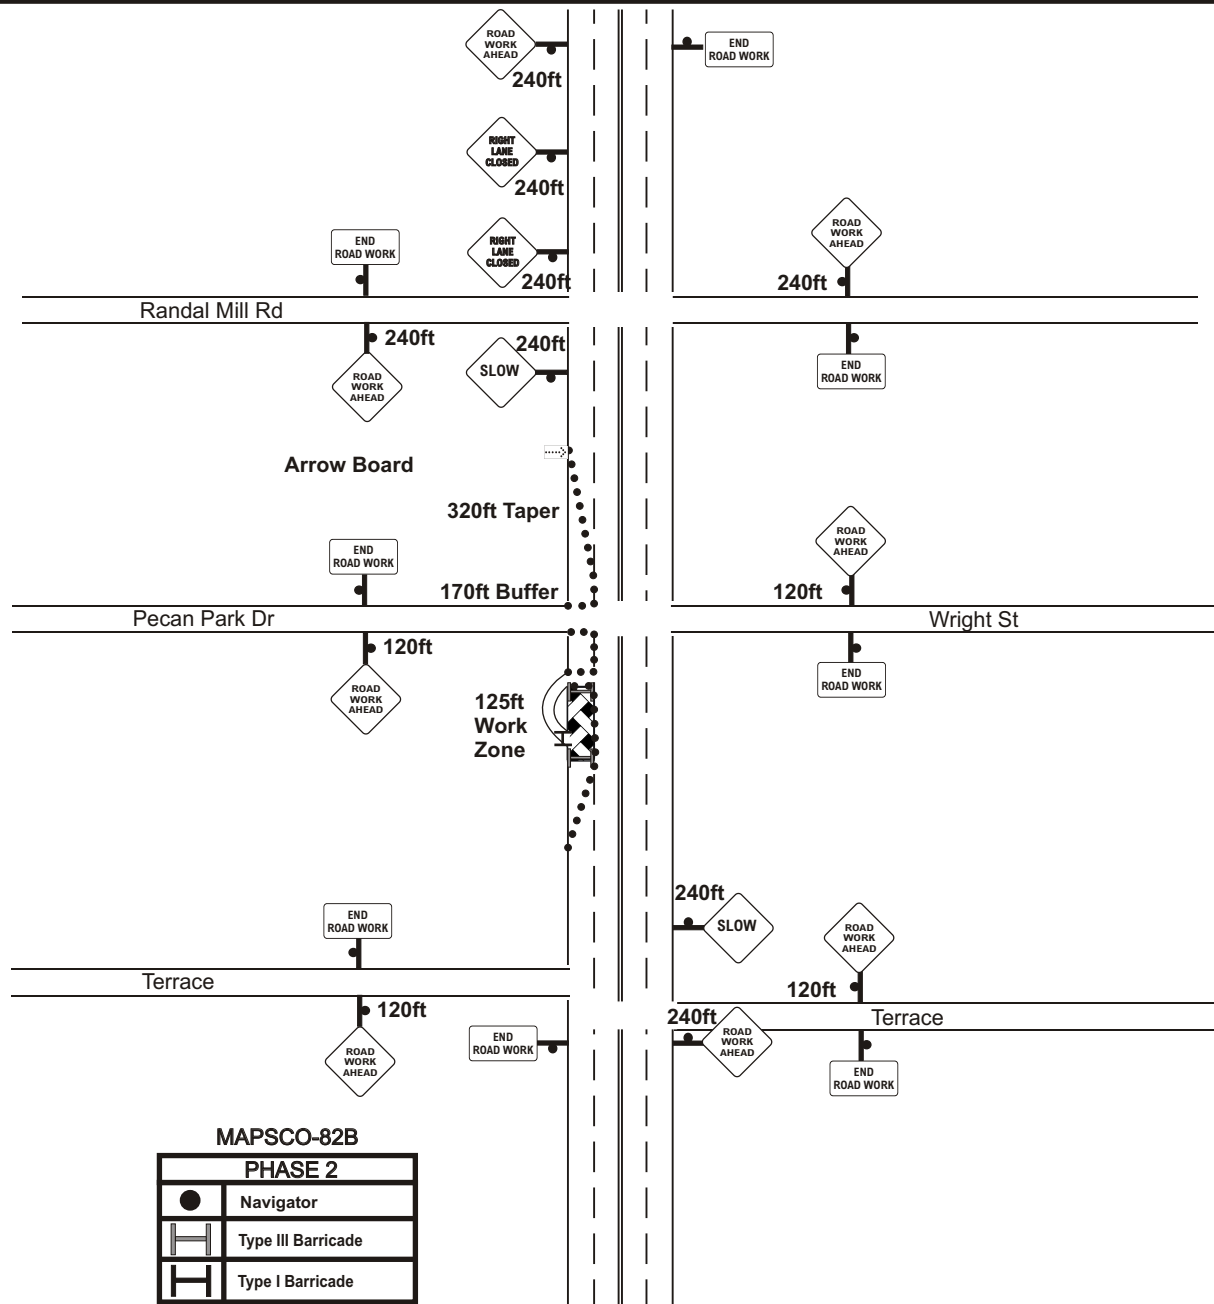 ROAD
WORK
AHEAD
240ft
END
ROAD WORK
RIGHT
LANE
CLOSED
240ft
RIGHT
LANE
CLOSED
240ft
END
ROAD WORK
ROAD
WORK
AHEAD
240ft
Randal Mill Rd
240ft
ROAD
WORK
AHEAD
240ft
SLOW
END
ROAD WORK
Arrow Board
320ft Taper
END
ROAD WORK
170ft Buffer
ROAD
WORK
AHEAD
120ft
Pecan Park Dr
Wright St
120ft
ROAD
WORK
AHEAD
END
ROAD WORK
125ft
Work
Zone
240ft
SLOW
END
ROAD WORK
ROAD
WORK
AHEAD
120ft
Terrace
120ft
ROAD
WORK
AHEAD
END
ROAD WORK
240ft
ROAD
WORK
AHEAD
Terrace
END
ROAD WORK
MAPSCO-82B
PHASE 2
Navigator
Type III Barricade
Type I Barricade